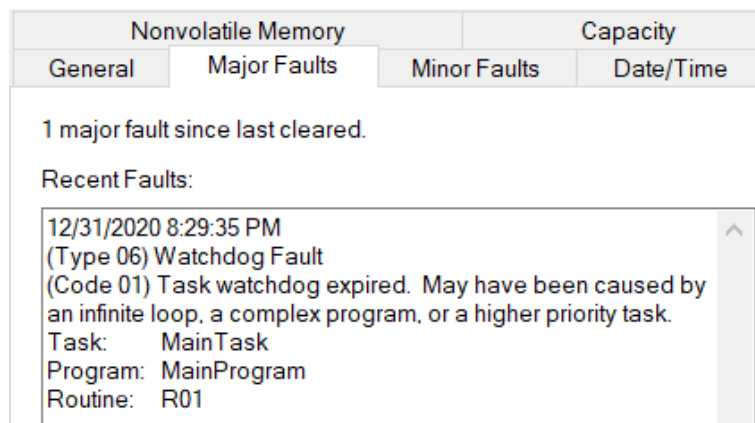 Nonvolatile Memory Capacity
General Major Faults Minor Faults Date/Time
1 major fault since last cleared.
Recent Faults:
12/31/2020 8:29:35 PM
(Type 06) Watchdog Fault
(Code 01) Task watchdog expired.  May have been caused by
an infinite loop, a complex program, or a higher priority task.
Task: MainTask
Program: MainProgram
Routine: R01